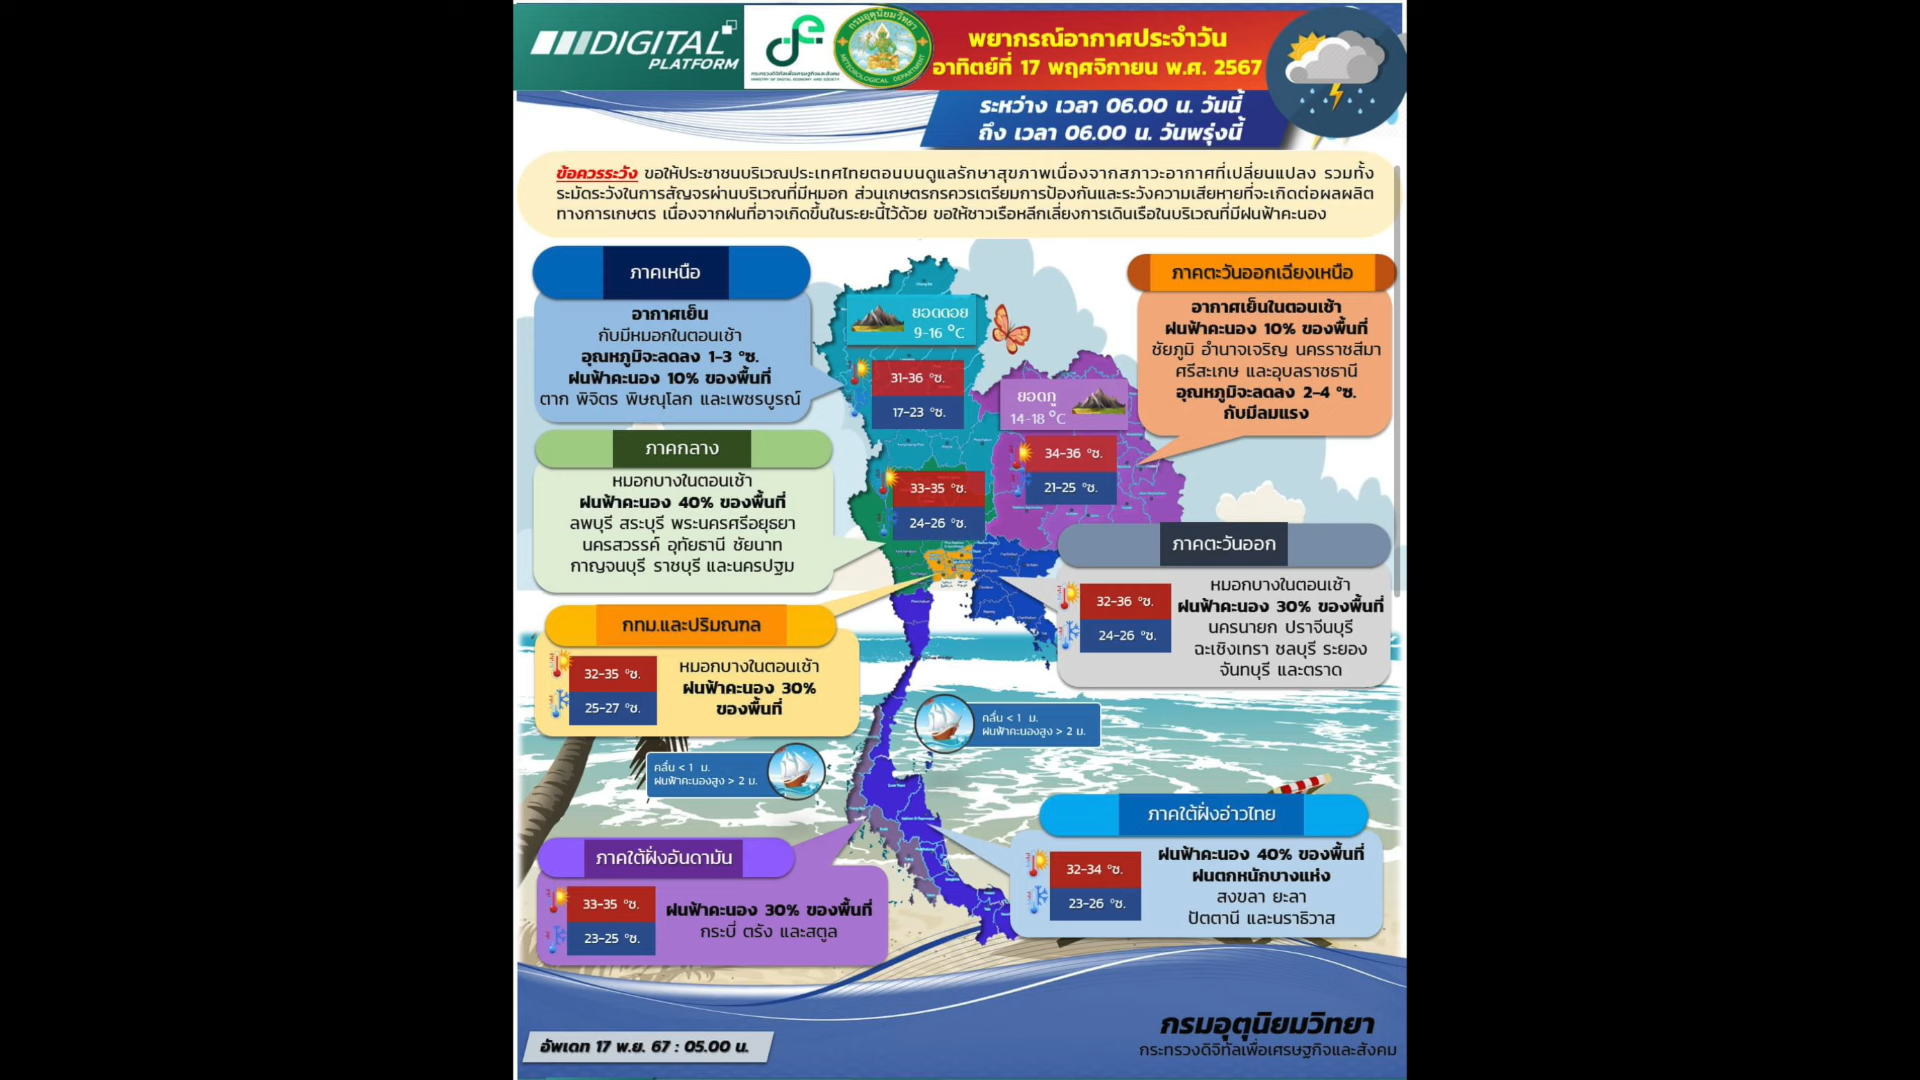 DIGITAL
PLATFORM
de
กระทรวงดิจิทัลเพื่อเศรษฐกิจและสังคม
MINISTRY OF DIGITAL ECONOMY AND SOCIETY
กรมอุตุนิยมวิทยา
METEOROLOGICAL DEPARTMENT
พยากรณ์อากาศประจำวัน
อาทิตย์ที่ 17 พฤศจิกายน พ.ศ. 2567
ระหว่าง เวลา 06.00 น. วันนี้
ถึง เวลา 06.00 น. วันพรุ่งนี้
ข้อควรระวัง ขอให้ประชาชนบริเวณประเทศไทยตอนบนดูแลรักษาสุขภาพเนื่องจากสภาวะอากาศที่เปลี่ยนแปลง รวมทั้ง
ระมัดระวังในการสัญจรผ่านบริเวณที่มีหมอก ส่วนเกษตรกรควรเตรียมการป้องกันและระวังความเสียหายที่จะเกิดต่อผลผลิต
ทางการเกษตร เนื่องจากฝนที่อาจเกิดขึ้นในระยะนี้ไว้ด้วย ขอให้ชาวเรือหลีกเลี่ยงการเดินเรือในบริเวณที่มีฝนฟ้าคะนอง
ภาคเหนือ
อากาศเย็น
กับมีหมอกในตอนเช้า
อุณหภูมิจะลดลง 1-3 °ซ.
ฝนฟ้าคะนอง 10% ของพื้นที่
ตาก พิจิตร พิษณุโลก และเพชรบูรณ์
ยอดดอย
9-16 °C
31-36 °ซ.
17-23 °ซ.
ภาคตะวันออกเฉียงเหนือ
อากาศเย็นในตอนเช้า
ฝนฟ้าคะนอง 10% ของพื้นที่
ชัยภูมิ อำนาจเจริญ นครราชสีมา
ศรีสะเกษ และอุบลราชธานี
อุณหภูมิจะลดลง 2-4 °ซ.
กับมีลมแรง
ยอดภู
14-18 °C
34-36 °ซ.
21-25 °ซ.
ภาคกลาง
หมอกบางในตอนเช้า
ฝนฟ้าคะนอง 40% ของพื้นที่
ลพบุรี สระบุรี พระนครศรีอยุธยา
นครสวรรค์ อุทัยธานี ชัยนาท
กาญจนบุรี ราชบุรี และนครปฐม
33-35 °ซ.
24-26 °ซ.
ภาคตะวันออก
32-36 °ซ.
24-26 °ซ.
หมอกบางในตอนเช้า
ฝนฟ้าคะนอง 30% ของพื้นที่
นครนายก ปราจีนบุรี
ฉะเชิงเทรา ชลบุรี ระยอง
จันทบุรี และตราด
กทม.และปริมณฑล
32-35 °ซ.
25-27 °ซ.
หมอกบางในตอนเช้า
ฝนฟ้าคะนอง 30%
ของพื้นที่
คลื่น < 1 ม.
ฝนฟ้าคะนองสูง > 2 ม.
คลื่น < 1 ม.
ฝนฟ้าคะนองสูง > 2 ม.
ภาคใต้ฝั่งอ่าวไทย
32-34 °ซ.
23-26 °ซ.
ฝนฟ้าคะนอง 40% ของพื้นที่
ฝนตกหนักบางแห่ง
สงขลา ยะลา
ปัตตานี และนราธิวาส
ภาคใต้ฝั่งอันดามัน
33-35 °ซ.
23-25 °ซ.
ฝนฟ้าคะนอง 30% ของพื้นที่
กระบี่ ตรัง และสตูล
อัพเดท 17 พ.ย. 67 : 05.00 น.
กรมอุตุนิยมวิทยา
กระทรวงดิจิทัลเพื่อเศรษฐกิจและสังคม